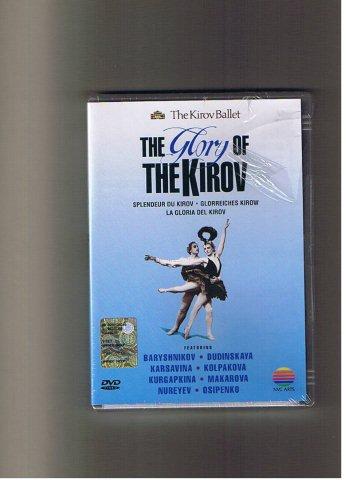 The Kirov Ballet
THE Glory OF
THE KIROV
SPLENDEUR DU KIROV • GLORREICHES KIROW
LA GLORIA DEL KIROV
FEATURING
BARYSHNIKOV • DUDINSKAYA
KARSAVINA • KOLPAKOVA
KURGAPKINA • MAKAROVA
NUREYEV • OSIPENKO
DVD
VIDEO
NVC ARTS